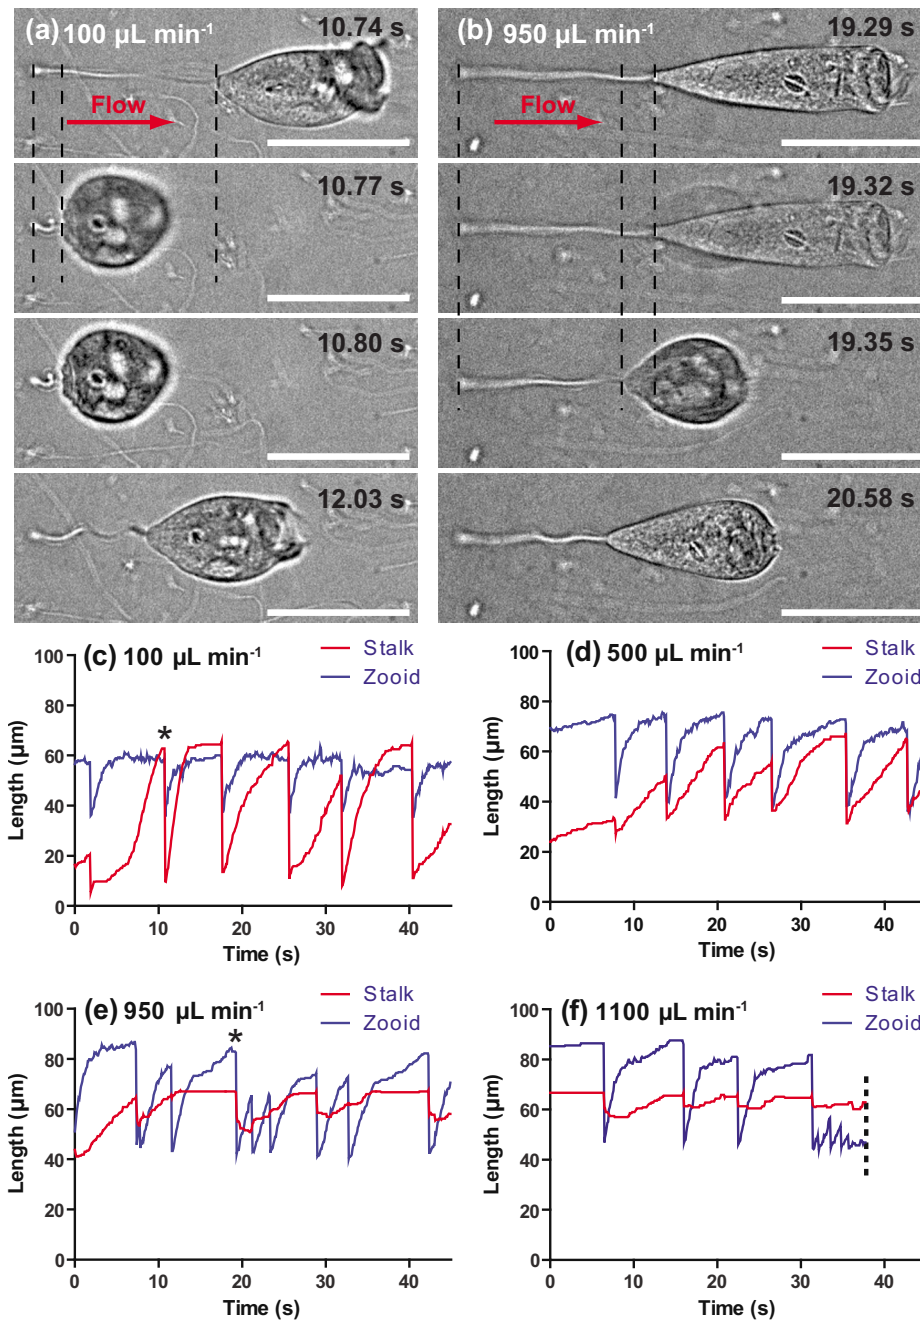 (a) 100 µL min⁻¹ 10.74 s
Flow
10.77 s
10.80 s
12.03 s
(b) 950 µL min⁻¹ 19.29 s
Flow
19.32 s
19.35 s
20.58 s
(c) 100 µL min⁻¹
Stalk
Zooid
*
Length (µm)
100
80
60
40
20
0
0 10 20 30 40
Time (s)
(d) 500 µL min⁻¹
Stalk
Zooid
Length (µm)
100
80
60
40
20
0
0 10 20 30 40
Time (s)
(e) 950 µL min⁻¹
Stalk
Zooid
*
Length (µm)
100
80
60
40
20
0
0 10 20 30 40
Time (s)
(f) 1100 µL min⁻¹
Stalk
Zooid
Length (µm)
100
80
60
40
20
0
0 10 20 30 40
Time (s)